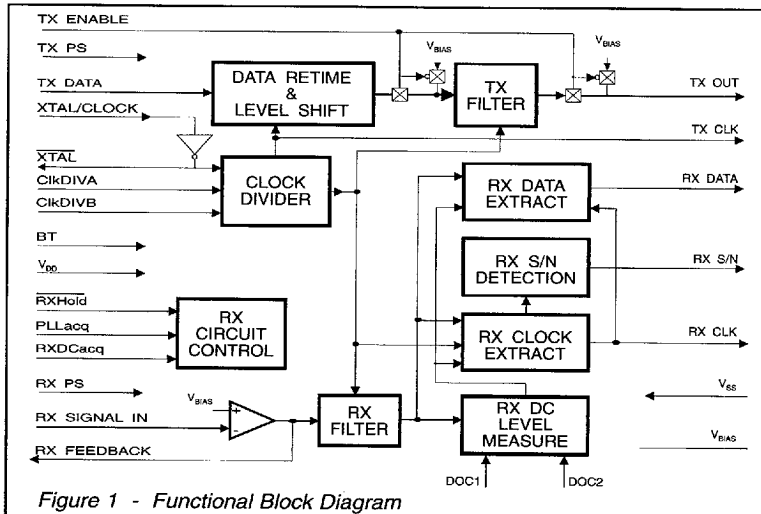 TX ENABLE
TX PS
TX DATA
XTAL/CLOCK
XTAL
ClkDIVA
ClkDIVB
BT
VDD
RXHold
PLLacq
RXDCacq
RX PS
RX SIGNAL IN
RX FEEDBACK
DATA RETIME
&
LEVEL SHIFT
CLOCK
DIVIDER
RX
CIRCUIT
CONTROL
VBIAS
+
-
RX
FILTER
VBIAS
TX
FILTER
VBIAS
RX DATA
EXTRACT
RX S/N
DETECTION
RX CLOCK
EXTRACT
RX DC
LEVEL
MEASURE
DOC1
DOC2
TX OUT
TX CLK
RX DATA
RX S/N
RX CLK
VSS
VBIAS
Figure 1 - Functional Block Diagram